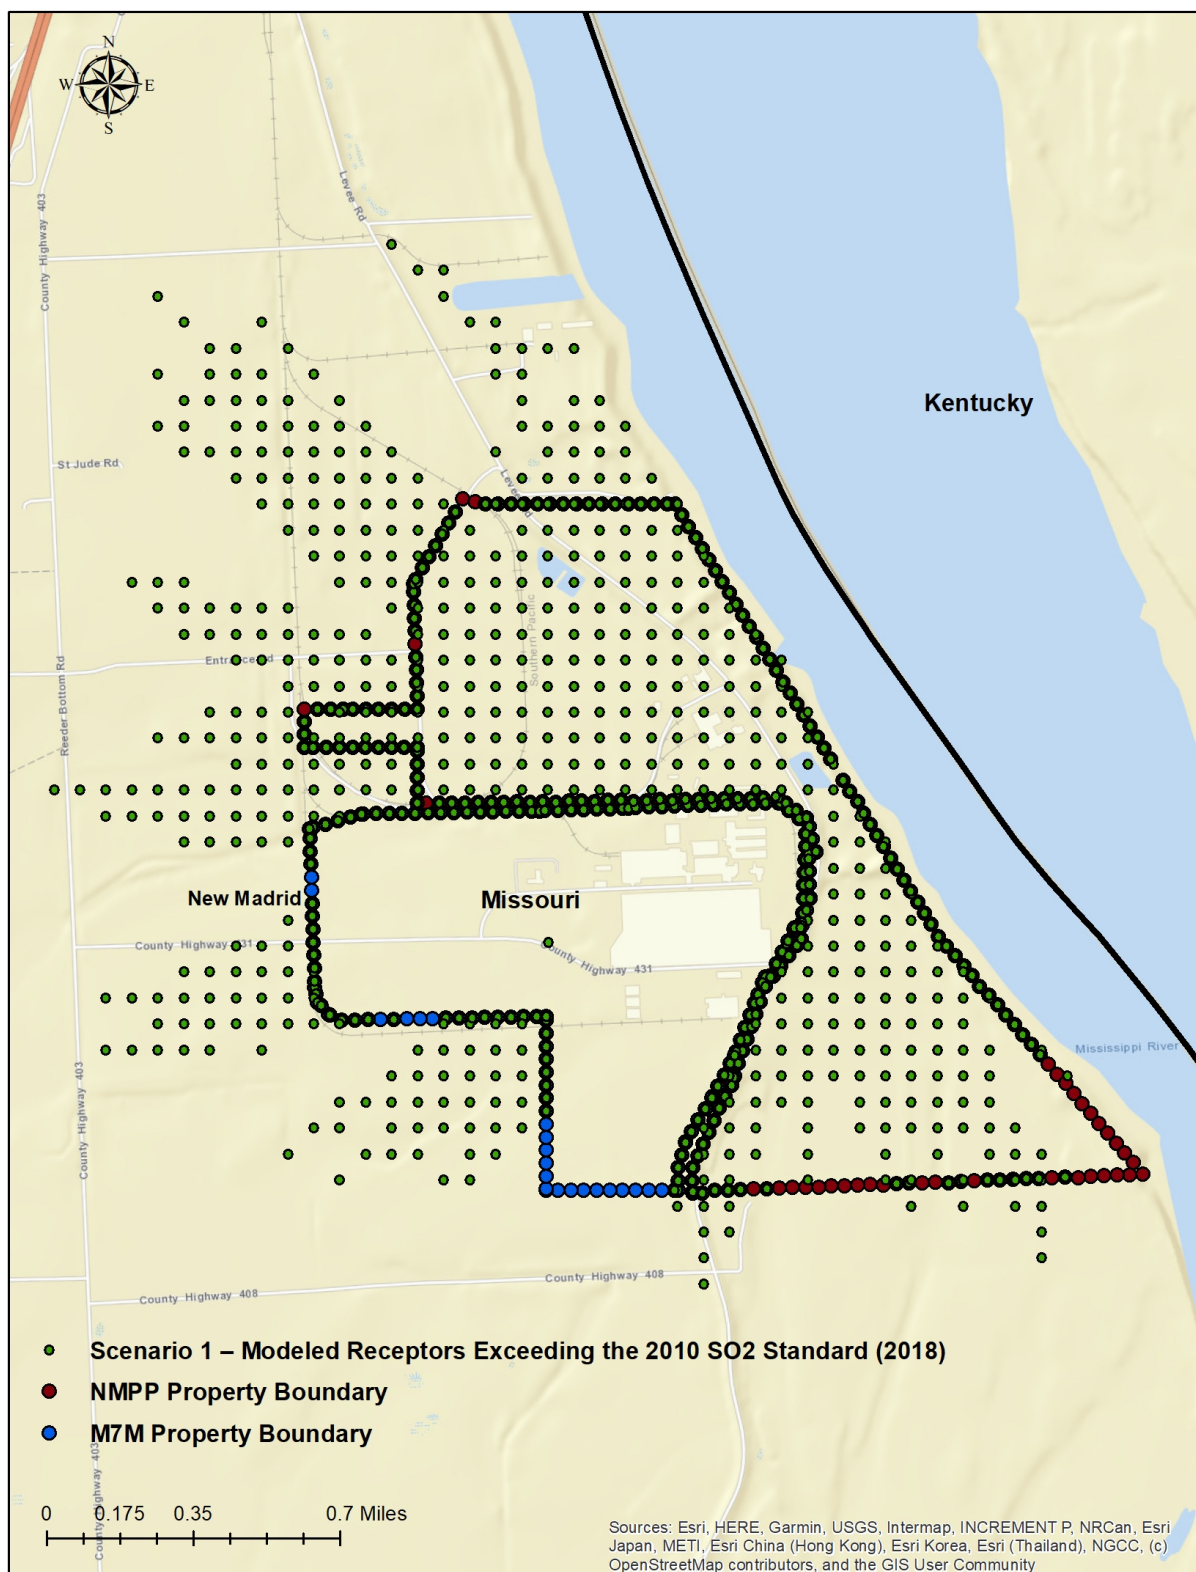 N
W
E
S
County Highway 403
Levee Rd
Kentucky
St Jude Rd
Levee Rd
Southern Pacific
Entrance Rd
Reeder Bottom Rd
New Madrid
Missouri
County Highway 431
County Highway 431
Mississippi River
County Highway 403
County Highway 408
County Highway 408
Scenario 1 – Modeled Receptors Exceeding the 2010 SO2 Standard (2018)
NMPP Property Boundary
M7M Property Boundary
County Highway 403
0 0.175 0.35 0.7 Miles
Sources: Esri, HERE, Garmin, USGS, Intermap, INCREMENT P, NRCan, Esri
Japan, METI, Esri China (Hong Kong), Esri Korea, Esri (Thailand), NGCC, (c)
OpenStreetMap contributors, and the GIS User Community